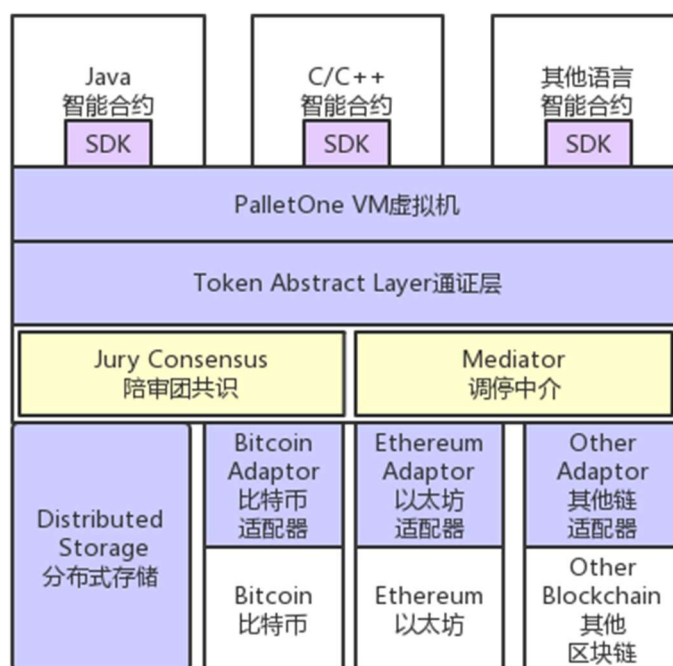 Java
智能合约
SDK
C/C++
智能合约
SDK
其他语言
智能合约
SDK
PalletOne VM虚拟机
Token Abstract Layer通证层
Jury Consensus
陪审团共识
Mediator
调停中介
Distributed
Storage
分布式存储
Bitcoin
Adaptor
比特币
适配器
Ethereum
Adaptor
以太坊
适配器
Other
Adaptor
其他链
适配器
Bitcoin
比特币
Ethereum
以太坊
Other
Blockchain
其他
区块链